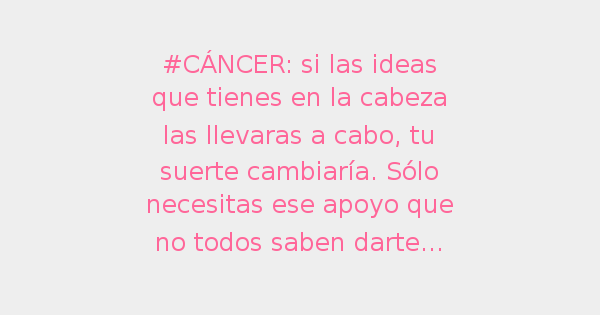 #CÁNCER: si las ideas
que tienes en la cabeza
las llevaras a cabo, tu
suerte cambiaría. Sólo
necesitas ese apoyo que
no todos saben darte...